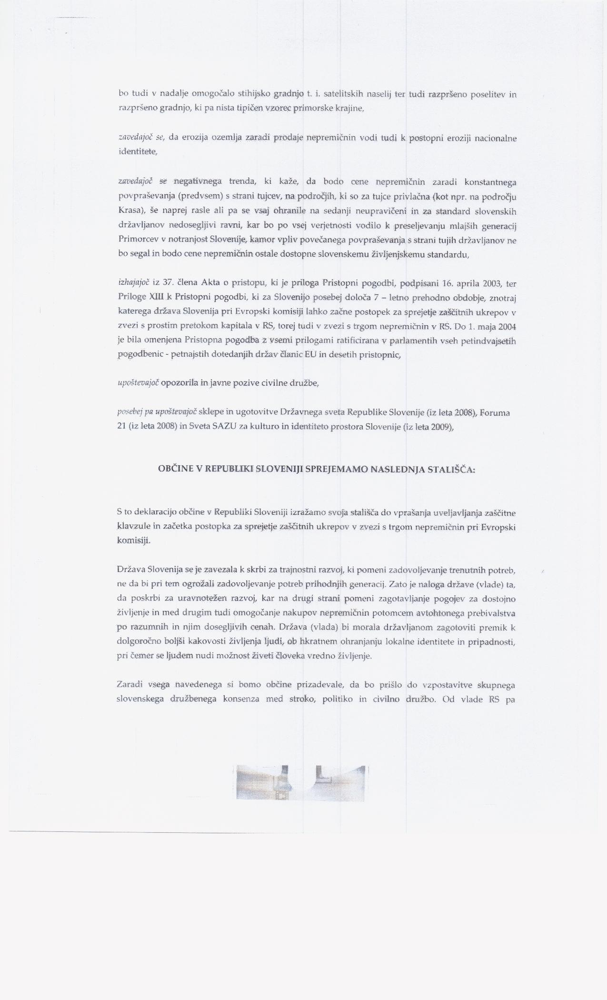 bo tudi v nadalje omogočalo stihijsko gradnjo t. i. satelitskih naselij ter tudi razpršeno poselitev in
razpršeno gradnjo, ki pa nista tipičen vzorec primorske krajine,
zavedajoč se, da erozija ozemlja zaradi prodaje nepremičnin vodi tudi k postopni eroziji nacionalne
identitete,
zavedajoč se negativnega trenda, ki kaže, da bodo cene nepremičnin zaradi konstantnega
povpraševanja (predvsem) s strani tujcev, na področjih, ki so za tujce privlačna (kot npr. na področju
Krasa), še naprej rasle ali pa se vsaj ohranile na sedanji neupravičeni in za standard slovenskih
državljanov nedosegljivi ravni, kar bo po vsej verjetnosti vodilo k preseljevanju mlajših generacij
Primorcev v notranjost Slovenije, kamor vpliv povečanega povpraševanja s strani tujih državljanov ne
bo segal in bodo cene nepremičnin ostale dostopne slovenskemu življenjskemu standardu,
izhajajoč iz 37. člena Akta o pristopu, ki je priloga Pristopni pogodbi, podpisani 16. aprila 2003, ter
Priloge XIII k Pristopni pogodbi, ki za Slovenijo posebej določa 7 – letno prehodno obdobje, znotraj
katerega država Slovenija pri Evropski komisiji lahko začne postopek za sprejetje zaščitnih ukrepov v
zvezi s prostim pretokom kapitala v RS, torej tudi v zvezi s trgom nepremičnin v RS. Do 1. maja 2004
je bila omenjena Pristopna pogodba z vsemi prilogami ratificirana v parlamentih vseh petindvajsetih
pogodbenic - petnajstih dotedanjih držav članic EU in desetih pristopnic,
upoštevajoč opozorila in javne pozive civilne družbe,
posebej pa upoštevajoč sklepe in ugotovitve Državnega sveta Republike Slovenije (iz leta 2008), Foruma
21 (iz leta 2008) in Sveta SAZU za kulturo in identiteto prostora Slovenije (iz leta 2009),
OBČINE V REPUBLIKI SLOVENIJI SPREJEMAMO NASLEDNJA STALIŠČA:
S to deklaracijo občine v Republiki Sloveniji izražamo svoja stališča do vprašanja uveljavljanja zaščitne
klavzule in začetka postopka za sprejetje zaščitnih ukrepov v zvezi s trgom nepremičnin pri Evropski
komisiji.
Država Slovenija se je zavezala k skrbi za trajnostni razvoj, ki pomeni zadovoljevanje trenutnih potreb,
ne da bi pri tem ogrožali zadovoljevanje potreb prihodnjih generacij. Zato je naloga države (vlade) ta,
da poskrbi za uravnotežen razvoj, kar na drugi strani pomeni zagotavljanje pogojev za dostojno
življenje in med drugim tudi omogočanje nakupov nepremičnin potomcem avtohtonega prebivalstva
po razumnih in njim dosegljivih cenah. Država (vlada) bi morala državljanom zagotoviti premik k
dolgoročno boljši kakovosti življenja ljudi, ob hkratnem ohranjanju lokalne identitete in pripadnosti,
pri čemer se ljudem nudi možnost živeti človeka vredno življenje.
Zaradi vsega navedenega si bomo občine prizadevale, da bo prišlo do vzpostavitve skupnega
slovenskega družbenega konsenza med stroko, politiko in civilno družbo. Od vlade RS pa